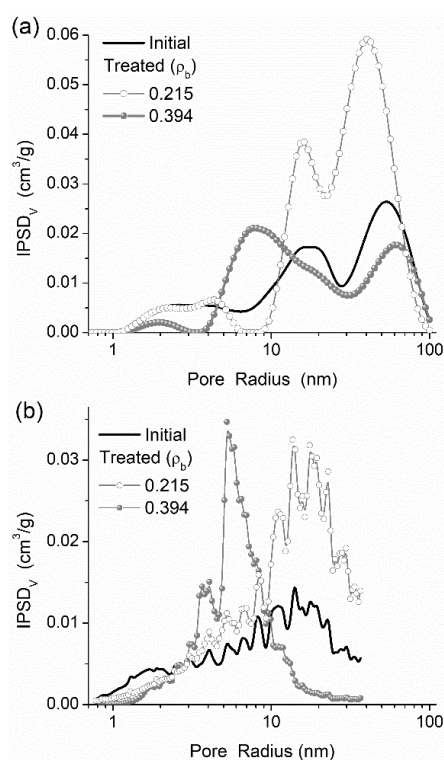 (a)
0.06
0.05
0.04
0.03
0.02
0.01
0.00
IPSDV (cm³/g)
Initial
Treated (ρb)
0.215
0.394
1
10
100
Pore Radius (nm)
(b)
0.03
0.02
0.01
0.00
IPSDV (cm³/g)
Initial
Treated (ρb)
0.215
0.394
1
10
100
Pore Radius (nm)